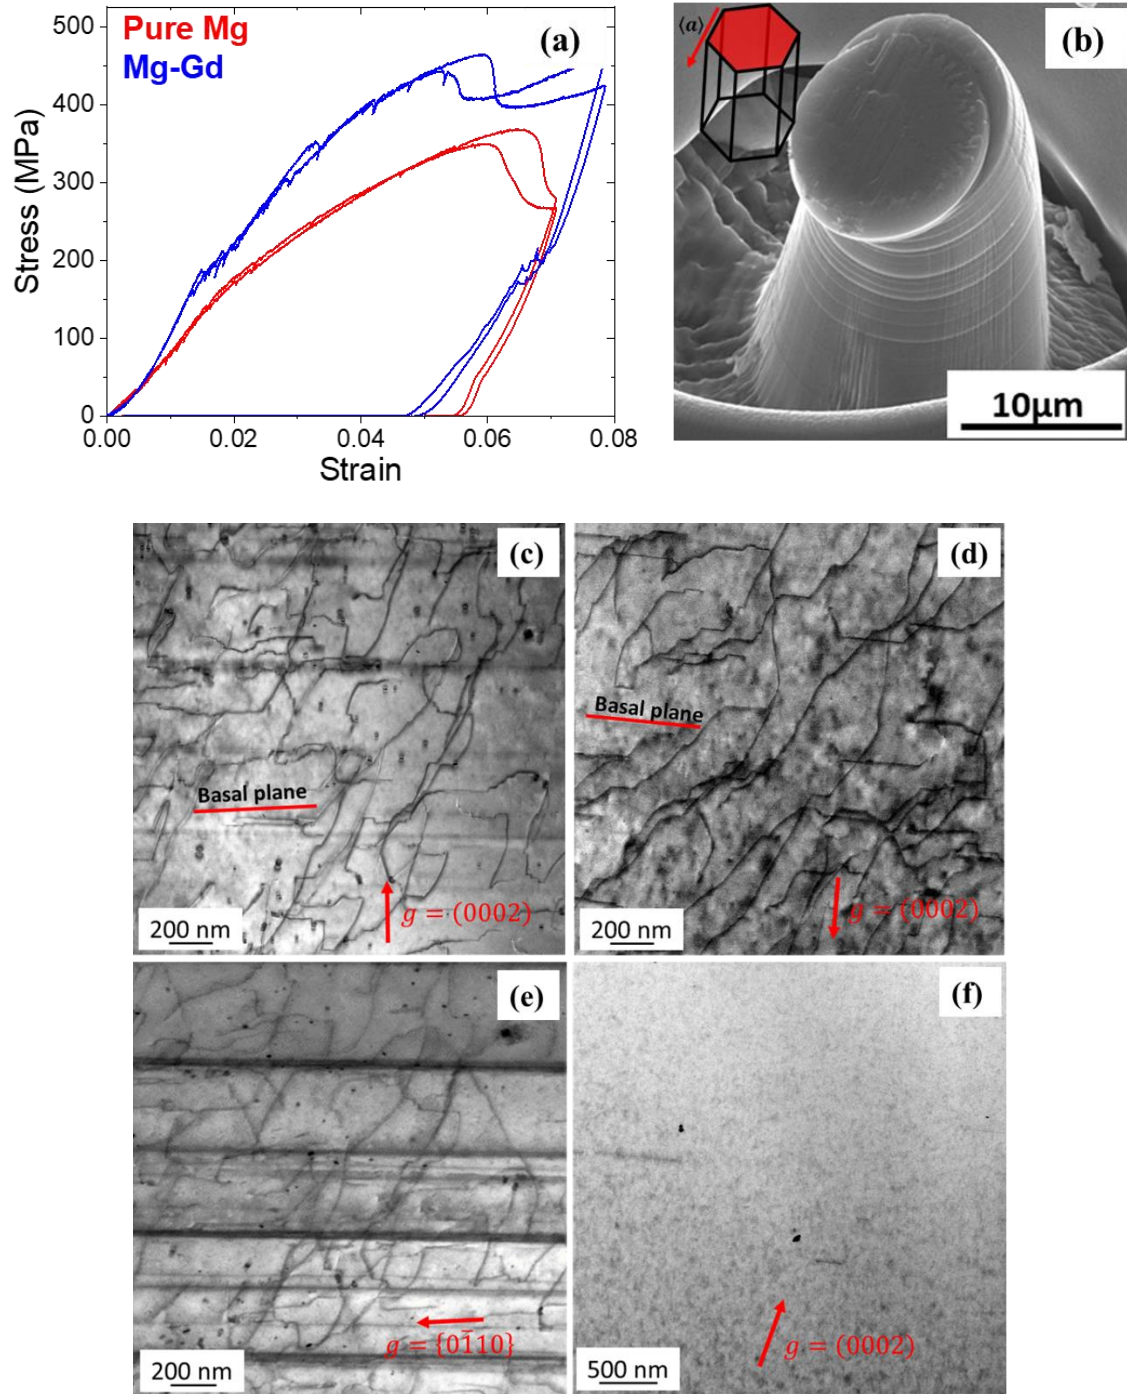 (a)
Pure Mg
Mg-Gd
500
400
300
200
100
0
Stress (MPa)
0.00 0.02 0.04 0.06 0.08
Strain
(b)
⟨a⟩
10μm
(c)
Basal plane
g = (0002)
200 nm
(d)
Basal plane
g = (0002)
200 nm
(e)
g = {01̄10}
200 nm
(f)
g = (0002)
500 nm